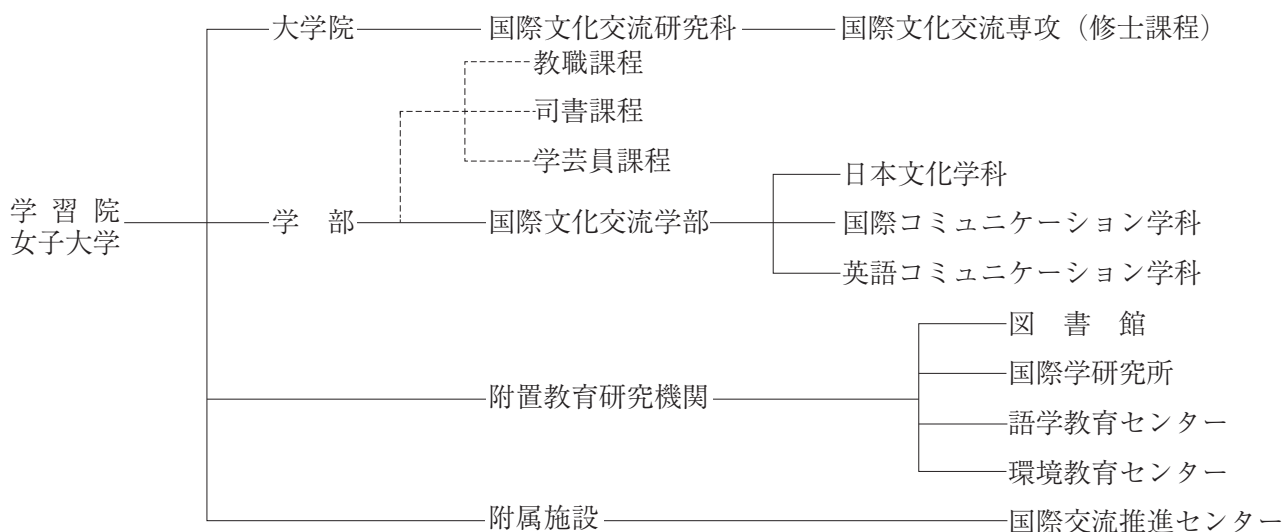 大学院 国際文化交流研究科 国際文化交流専攻（修士課程）
教職課程
司書課程
学芸員課程
学習院
女子大学
学　部 国際文化交流学部
日本文化学科
国際コミュニケーション学科
英語コミュニケーション学科
附置教育研究機関
図　書　館
国際学研究所
語学教育センター
環境教育センター
附属施設 国際交流推進センター